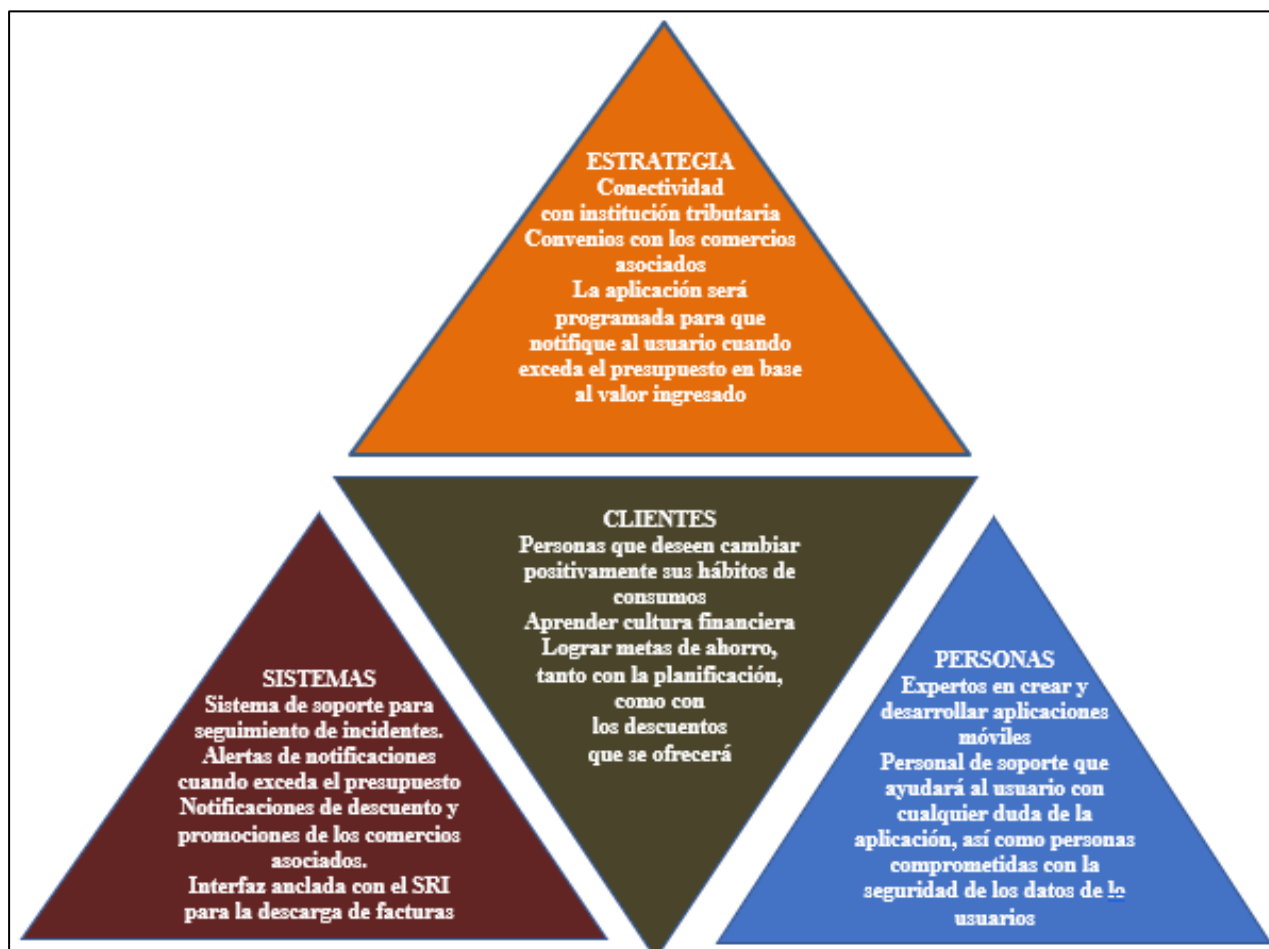 ESTRATEGIA
Conectividad
con institución tributaria
Convenios con los comercios
asociados
La aplicación será
programada para que
notifique al usuario cuando
exceda el presupuesto en base
al valor ingresado
CLIENTES
Personas que deseen cambiar
positivamente sus hábitos de
consumos
Aprender cultura financiera
Lograr metas de ahorro,
tanto con la planificación,
como con
los descuentos
que se ofrecerá
SISTEMAS
Sistema de soporte para
seguimiento de incidentes.
Alertas de notificaciones
cuando exceda el presupuesto
Notificaciones de descuento y
promociones de los comercios
asociados.
Interfaz anclada con el SRI
para la descarga de facturas
PERSONAS
Expertos en crear y
desarrollar aplicaciones
móviles
Personal de soporte que
ayudará al usuario con
cualquier duda de la
aplicación, así como personas
comprometidas con la
seguridad de los datos de lo
usuarios